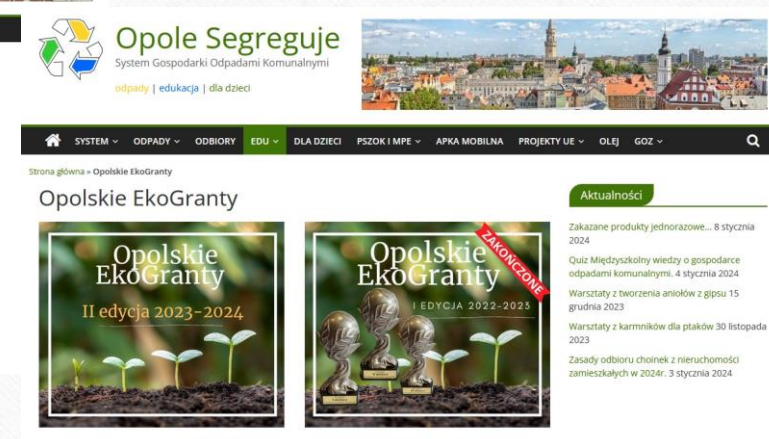 Opole Segreguje
System Gospodarki Odpadami Komunalnymi
odpady | edukacja | dla dzieci
SYSTEM ODPADY ODBIORY EDU DLA DZIECI PSZOK I MPE APKA MOBILNA PROJEKTY UE OLEJ GOZ
Strona główna » Opolskie EkoGranty
Opolskie EkoGranty
Opolskie
EkoGranty
II edycja 2023-2024
Opolskie
EkoGranty
ZAKOŃCZONE
I EDYCJA 2022-2023
Aktualności
Zakazane produkty jednorazowe... 8 stycznia
2024
Quiz Międzyszkolny wiedzy o gospodarce
odpadami komunalnymi. 4 stycznia 2024
Warsztaty z tworzenia aniołów z gipsu 15
grudnia 2023
Warsztaty z karmników dla ptaków 30 listopada
2023
Zasady odbioru choinek z nieruchomości
zamieszkałych w 2024r. 3 stycznia 2024